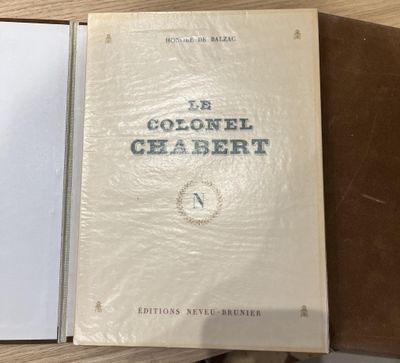 HONORÉ DE BALZAC
LE
COLONEL
CHABERT
N
ÉDITIONS NEVEU-BRUNIER